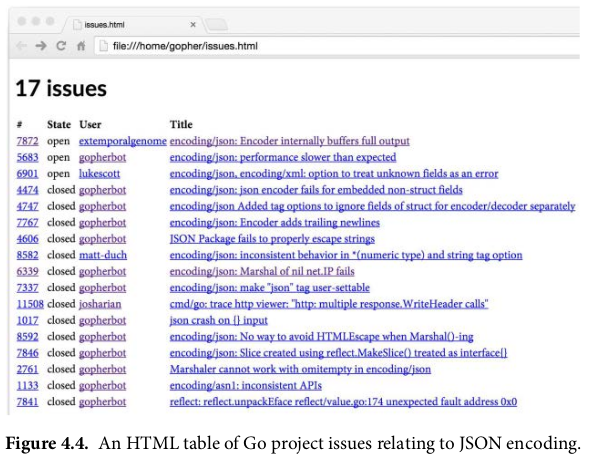 issues.html
file:///home/gopher/issues.html
17 issues
# State User Title
7872 open extemporalgenome encoding/json: Encoder internally buffers full output
5683 open gopherbot encoding/json: performance slower than expected
6901 open lukescott encoding/json, encoding/xml: option to treat unknown fields as an error
4474 closed gopherbot encoding/json: json encoder fails for embedded non-struct fields
4747 closed gopherbot encoding/json Added tag options to ignore fields of struct for encoder/decoder separately
7767 closed gopherbot encoding/json: Encoder adds trailing newlines
4606 closed gopherbot JSON Package fails to properly escape strings
8582 closed matt-duch encoding/json: inconsistent behavior in *(numeric type) and string tag option
6339 closed gopherbot encoding/json: Marshal of nil net.IP fails
7337 closed gopherbot encoding/json: make "json" tag user-settable
11508 closed josharian cmd/go: trace http viewer: "http: multiple response.WriteHeader calls"
1017 closed gopherbot json crash on {} input
8592 closed gopherbot encoding/json: No way to avoid HTMLEscape when Marshal()-ing
7846 closed gopherbot encoding/json: Slice created using reflect.MakeSlice() treated as interface{}
2761 closed gopherbot Marshaler cannot work with omitempty in encoding/json
1133 closed gopherbot encoding/asn1: inconsistent APIs
7841 closed gopherbot reflect: reflect.unpackEface reflect/value.go:174 unexpected fault address 0x0
Figure 4.4. An HTML table of Go project issues relating to JSON encoding.